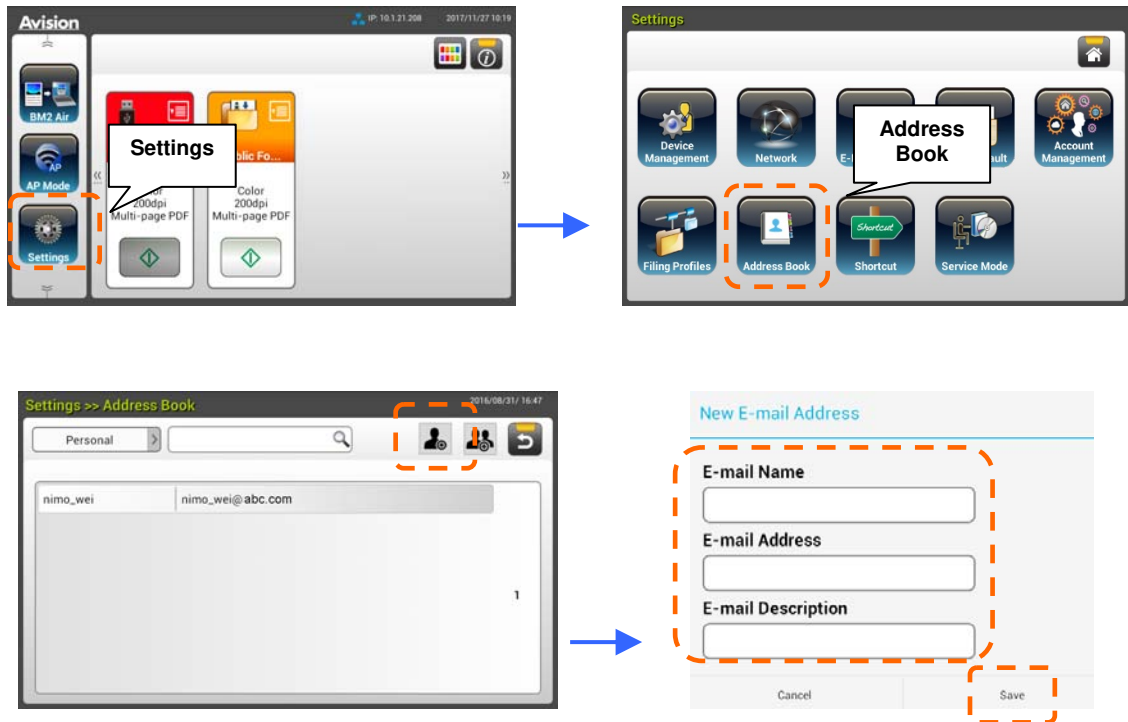 Avision
IP: 10.1.21.208
2017/11/27 10:19
BM2 Air
AP
AP Mode
Settings
Settings
blic Fo...
200dpi
Multi-page PDF
Color
200dpi
Multi-page PDF
Settings
Device
Management
Network
Address
Book
Account
Management
Filing Profiles
Address Book
Shortcut
Shortcut
Service Mode
Settings >> Address Book
2016/08/31/ 16:47
Personal
nimo_wei
nimo_wei@abc.com
1
New E-mail Address
E-mail Name
E-mail Address
E-mail Description
Cancel
Save